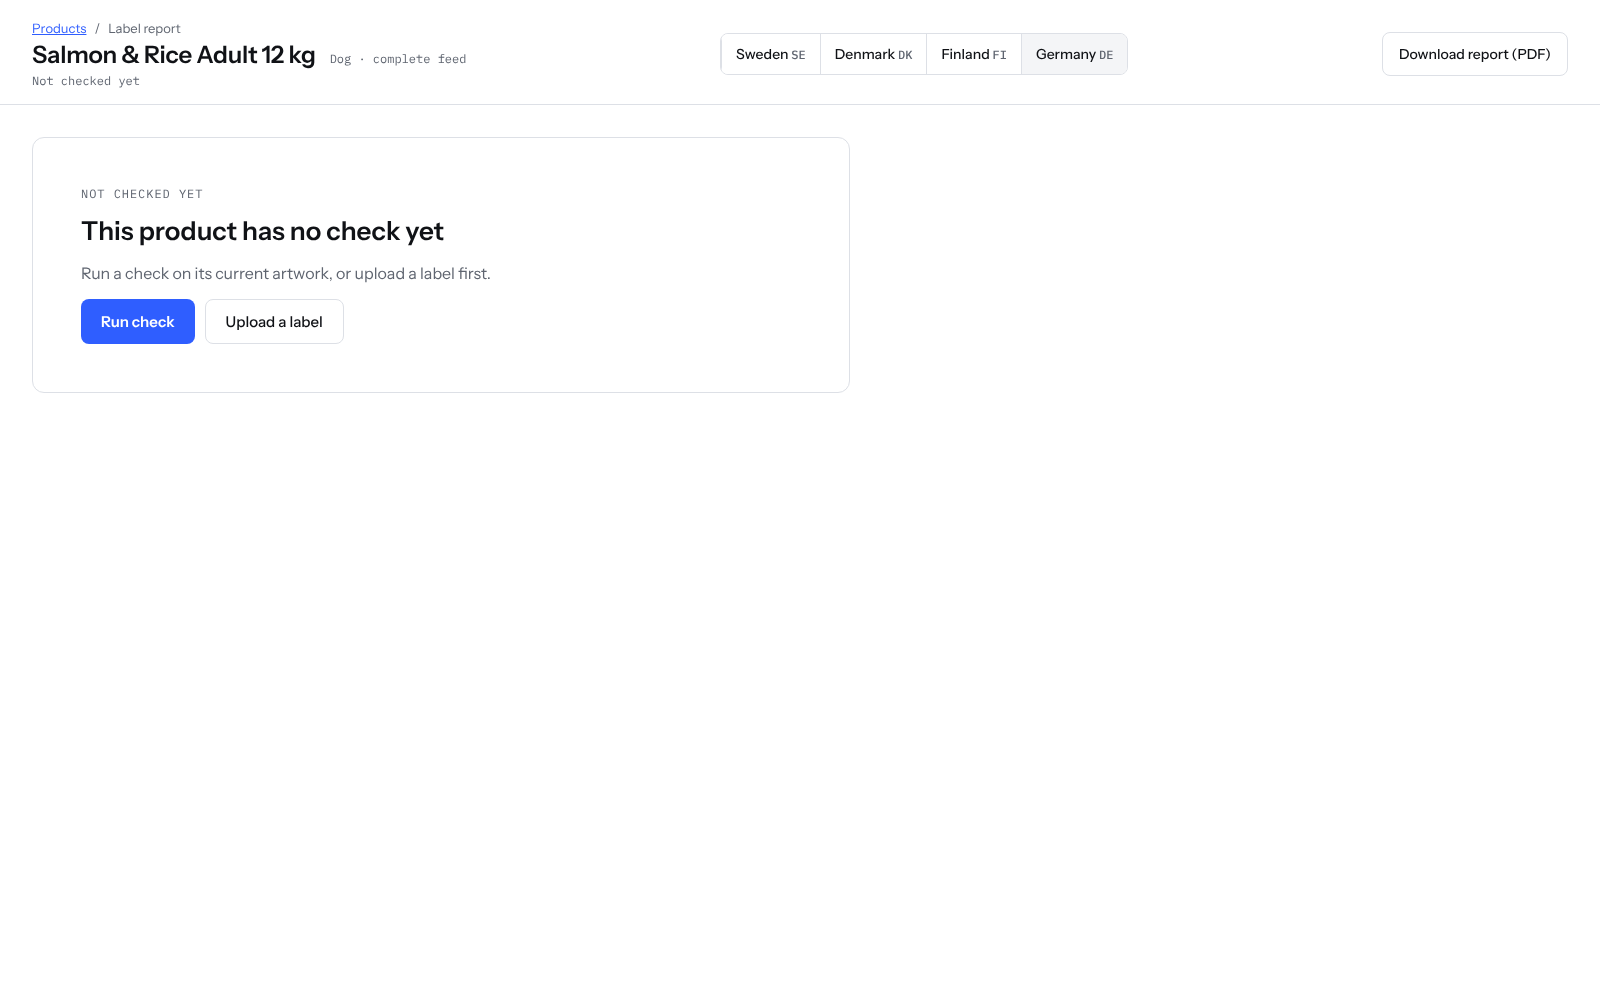 Products / Label report
Salmon & Rice Adult 12 kg Dog · complete feed
Not checked yet
Sweden SE Denmark DK Finland FI Germany DE
Download report (PDF)
NOT CHECKED YET
This product has no check yet
Run a check on its current artwork, or upload a label first.
Run check Upload a label